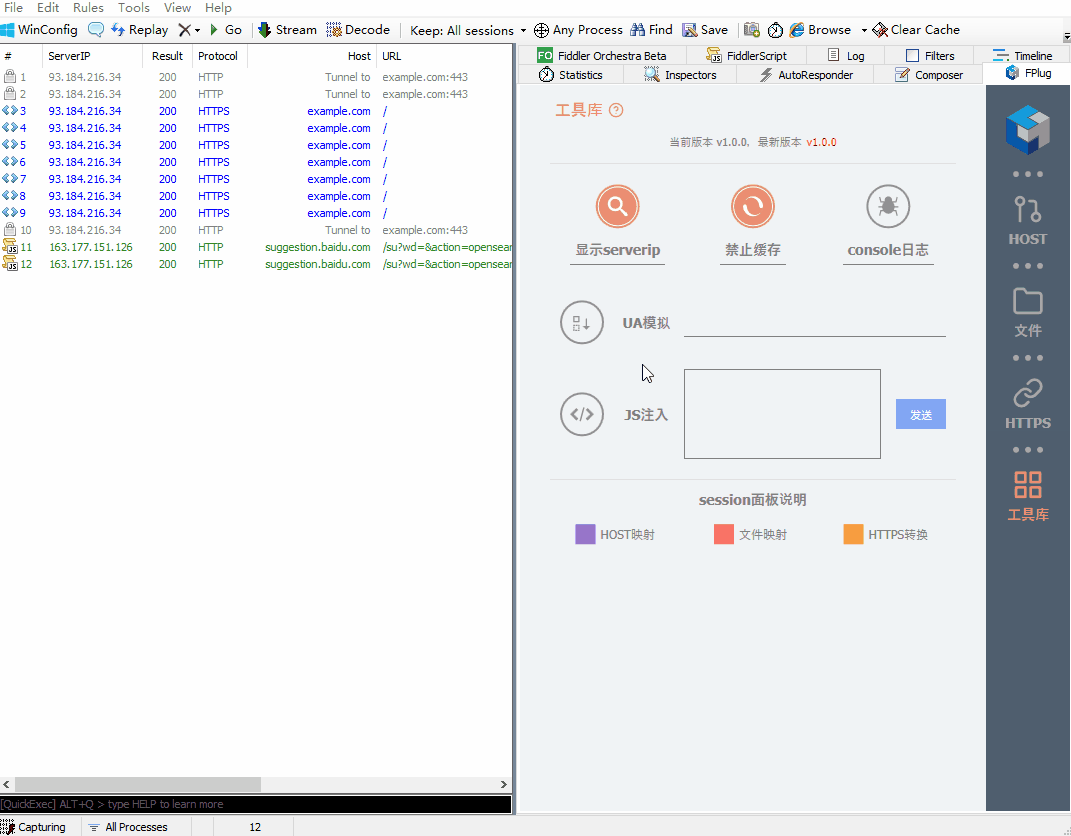 File Edit Rules Tools View Help
WinConfig Replay Go Stream Decode Keep: All sessions Any Process Find Save Browse Clear Cache
# ServerIP Result Protocol Host URL
1 93.184.216.34 200 HTTP Tunnel to example.com:443
2 93.184.216.34 200 HTTP Tunnel to example.com:443
3 93.184.216.34 200 HTTPS example.com /
4 93.184.216.34 200 HTTPS example.com /
5 93.184.216.34 200 HTTPS example.com /
6 93.184.216.34 200 HTTPS example.com /
7 93.184.216.34 200 HTTPS example.com /
8 93.184.216.34 200 HTTPS example.com /
9 93.184.216.34 200 HTTPS example.com /
10 93.184.216.34 200 HTTP Tunnel to example.com:443
11 163.177.151.126 200 HTTP suggestion.baidu.com /su?wd=&action=opensear
12 163.177.151.126 200 HTTP suggestion.baidu.com /su?wd=&action=opensear
[QuickExec] ALT+Q > type HELP to learn more
Capturing All Processes 12
FO Fiddler Orchestra Beta FiddlerScript Log Filters Timeline
Statistics Inspectors AutoResponder Composer FPlug
工具库 ?
当前版本 v1.0.0, 最新版本 v1.0.0
显示serverip 禁止缓存 console日志
UA模拟
JS注入 发送
session面板说明
HOST映射 文件映射 HTTPS转换
HOST
文件
HTTPS
工具库